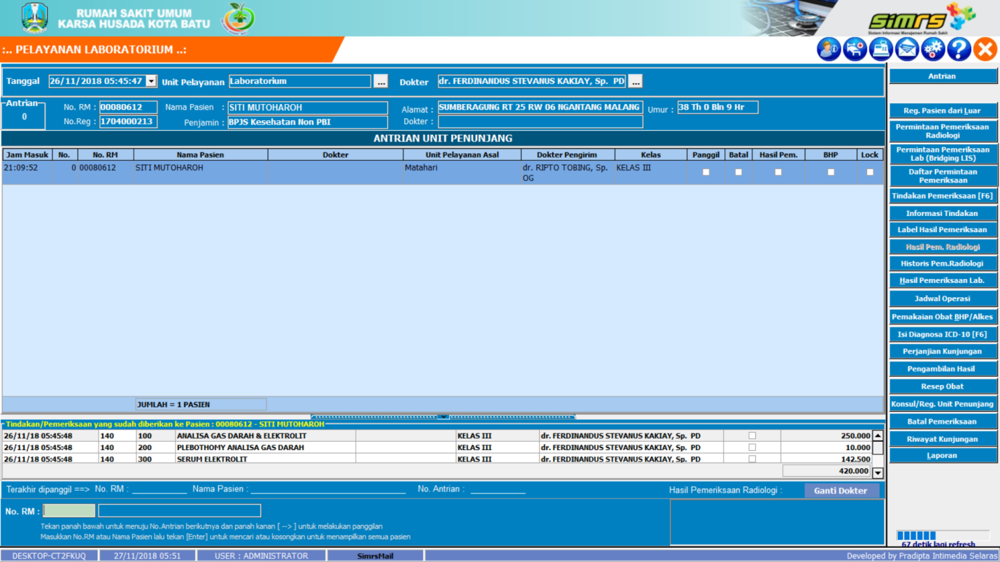 RUMAH SAKIT UMUM
KARSA HUSADA KOTA BATU
simrs
Sistem Informasi Manajemen Rumah Sakit
:.. PELAYANAN LABORATORIUM ..:
Tanggal 26/11/2018 05:45:47 Unit Pelayanan Laboratorium ... Dokter dr. FERDINANDUS STEVANUS KAKIAY, Sp. PD ...
Antrian
0
No. RM : 00080612 Nama Pasien : SITI MUTOHAROH Alamat : SUMBERAGUNG RT 25 RW 06 NGANTANG MALANG Umur : 38 Th 0 Bln 9 Hr
No.Reg : 1704000213 Penjamin : BPJS Kesehatan Non PBI Dokter :
ANTRIAN UNIT PENUNJANG
Jam Masuk No. No. RM Nama Pasien Dokter Unit Pelayanan Asal Dokter Pengirim Kelas Panggil Batal Hasil Pem. BHP Lock
21:09:52 0 00080612 SITI MUTOHAROH Matahari dr. RIPTO TOBING, Sp. OG KELAS III
JUMLAH = 1 PASIEN
Tindakan/Pemeriksaan yang sudah diberikan ke Pasien : 00080612 - SITI MUTOHAROH
26/11/18 05:45:48 140 100 ANALISA GAS DARAH & ELEKTROLIT KELAS III dr. FERDINANDUS STEVANUS KAKIAY, Sp. PD 250.000
26/11/18 05:45:48 140 200 PLEBOTHOMY ANALISA GAS DARAH KELAS III dr. FERDINANDUS STEVANUS KAKIAY, Sp. PD 10.000
26/11/18 05:45:48 140 300 SERUM ELEKTROLIT KELAS III dr. FERDINANDUS STEVANUS KAKIAY, Sp. PD 142.500
420.000
Terakhir dipanggil ==> No. RM : Nama Pasien : No. Antrian : Hasil Pemeriksaan Radiologi : Ganti Dokter
No. RM :
Tekan panah bawah untuk menuju No.Antrian berikutnya dan panah kanan [ --> ] untuk melakukan panggilan
Masukkan No.RM atau Nama Pasien lalu tekan [Enter] untuk mencari atau kosongkan untuk menampilkan semua pasien
Antrian
Reg. Pasien dari Luar
Permintaan Pemeriksaan
Radiologi
Permintaan Pemeriksaan
Lab (Bridging LIS)
Daftar Permintaan
Pemeriksaan
Tindakan Pemeriksaan [F6]
Informasi Tindakan
Label Hasil Pemeriksaan
Hasil Pem. Radiologi
Historis Pem.Radiologi
Hasil Pemeriksaan Lab.
Jadwal Operasi
Pemakaian Obat BHP/Alkes
Isi Diagnosa ICD-10 [F6]
Perjanjian Kunjungan
Pengambilan Hasil
Resep Obat
Konsul/Reg. Unit Penunjang
Batal Pemeriksaan
Riwayat Kunjungan
Laporan
67 detik lagi refresh
DESKTOP-CT2FKUQ 27/11/2018 05:51 USER : ADMINISTRATOR SimrsMail Developed by Pradipta Intimedia Selaras